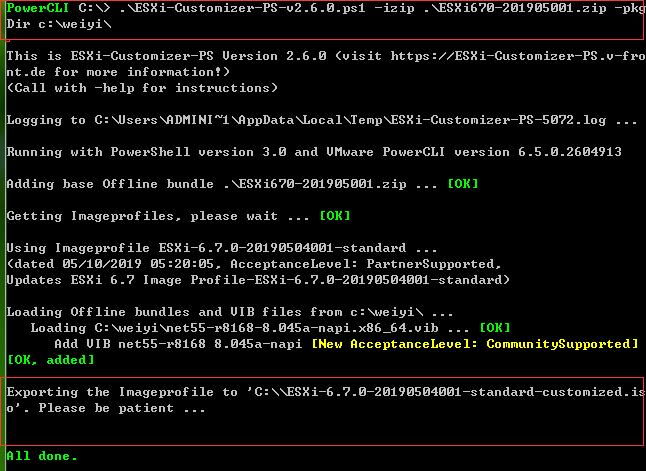 PowerCLI C:\> .\ESXi-Customizer-PS-v2.6.0.ps1 -izip .\ESXi670-201905001.zip -pkg
Dir c:\weiyi\
This is ESXi-Customizer-PS Version 2.6.0 (visit https://ESXi-Customizer-PS.v-fro
nt.de for more information!)
(Call with -help for instructions)
Logging to C:\Users\ADMINI~1\AppData\Local\Temp\ESXi-Customizer-PS-5072.log ...
Running with PowerShell version 3.0 and VMware PowerCLI version 6.5.0.2604913
Adding base Offline bundle .\ESXi670-201905001.zip ... [OK]
Getting Imageprofiles, please wait ... [OK]
Using Imageprofile ESXi-6.7.0-20190504001-standard ...
(dated 05/10/2019 05:20:05, AcceptanceLevel: PartnerSupported,
Updates ESXi 6.7 Image Profile-ESXi-6.7.0-20190504001-standard)
Loading Offline bundles and VIB files from c:\weiyi\ ...
Loading C:\weiyi\net55-r8168-8.045a-napi.x86_64.vib ... [OK]
Add VIB net55-r8168 8.045a-napi [New AcceptanceLevel: CommunitySupported]
[OK, added]
Exporting the Imageprofile to 'C:\\ESXi-6.7.0-20190504001-standard-customized.is
o'. Please be patient ...
All done.